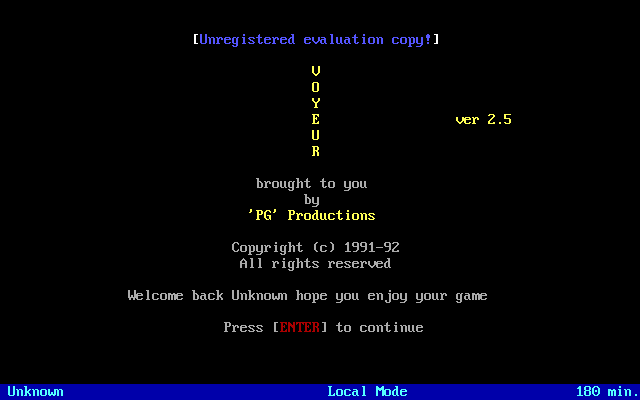 [Unregistered evaluation copy!]
V
O
Y
E
U
R
ver 2.5
brought to you
by
'PG' Productions
Copyright (c) 1991-92
All rights reserved
Welcome back Unknown hope you enjoy your game
Press [ENTER] to continue
Unknown Local Mode 180 min.